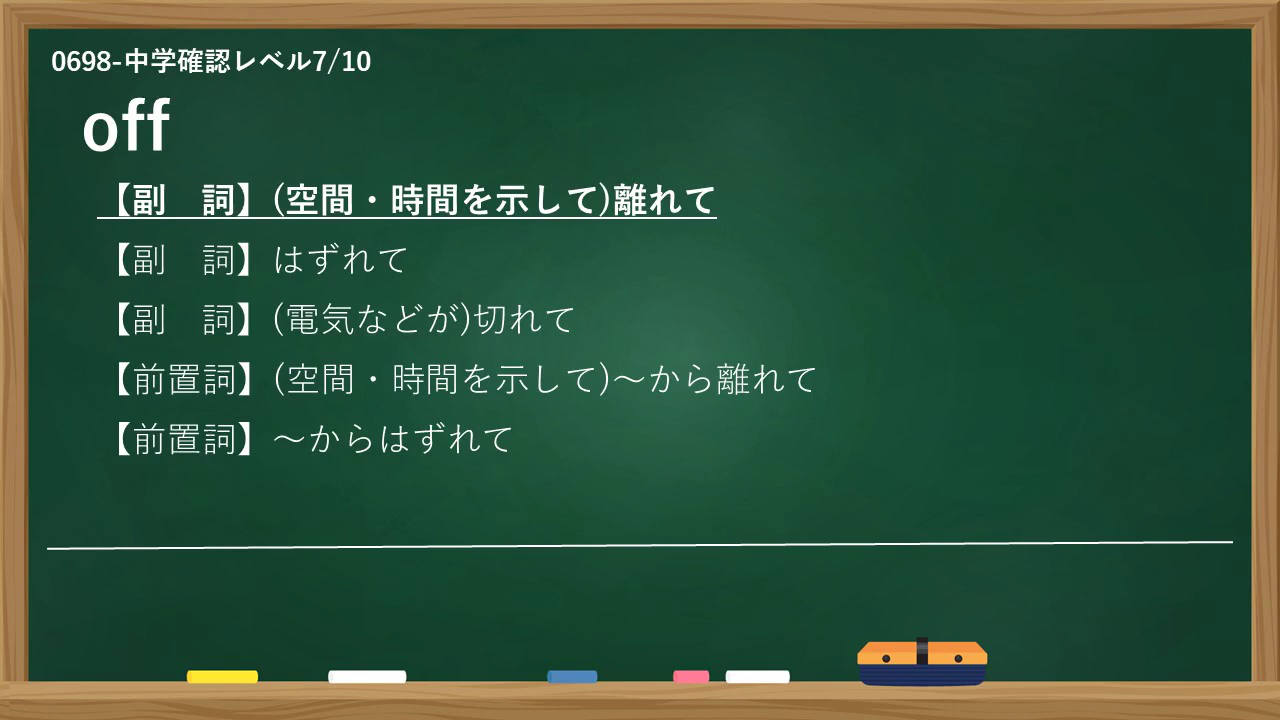 0698-中学確認レベル7/10
off
【副　詞】(空間・時間を示して)離れて
【副　詞】はずれて
【副　詞】(電気などが)切れて
【前置詞】(空間・時間を示して)～から離れて
【前置詞】～からはずれて